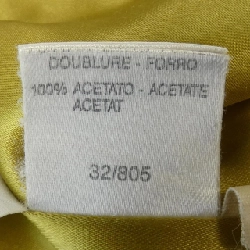 DOUBLURE - FORRO
100% ACETATO - ACETATE
ACETAT
32/805